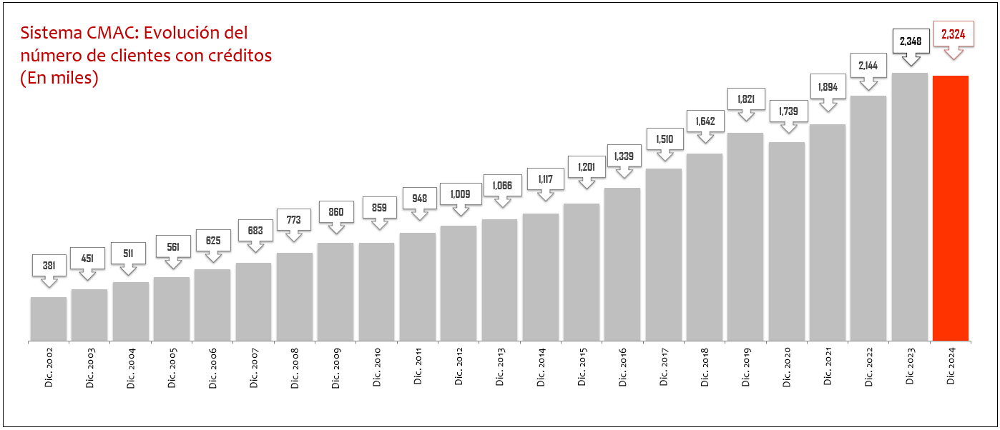 Sistema CMAC: Evolución del
número de clientes con créditos
(En miles)
381
451
511
561
625
683
773
860
859
948
1,009
1,066
1,117
1,201
1,339
1,510
1,642
1,821
1,739
1,894
2,144
2,348
2,324
Dic. 2002
Dic. 2003
Dic. 2004
Dic. 2005
Dic. 2006
Dic. 2007
Dic. 2008
Dic. 2009
Dic. 2010
Dic. 2011
Dic. 2012
Dic. 2013
Dic. 2014
Dic. 2015
Dic. 2016
Dic. 2017
Dic. 2018
Dic. 2019
Dic. 2020
Dic. 2021
Dic. 2022
Dic 2023
Dic 2024